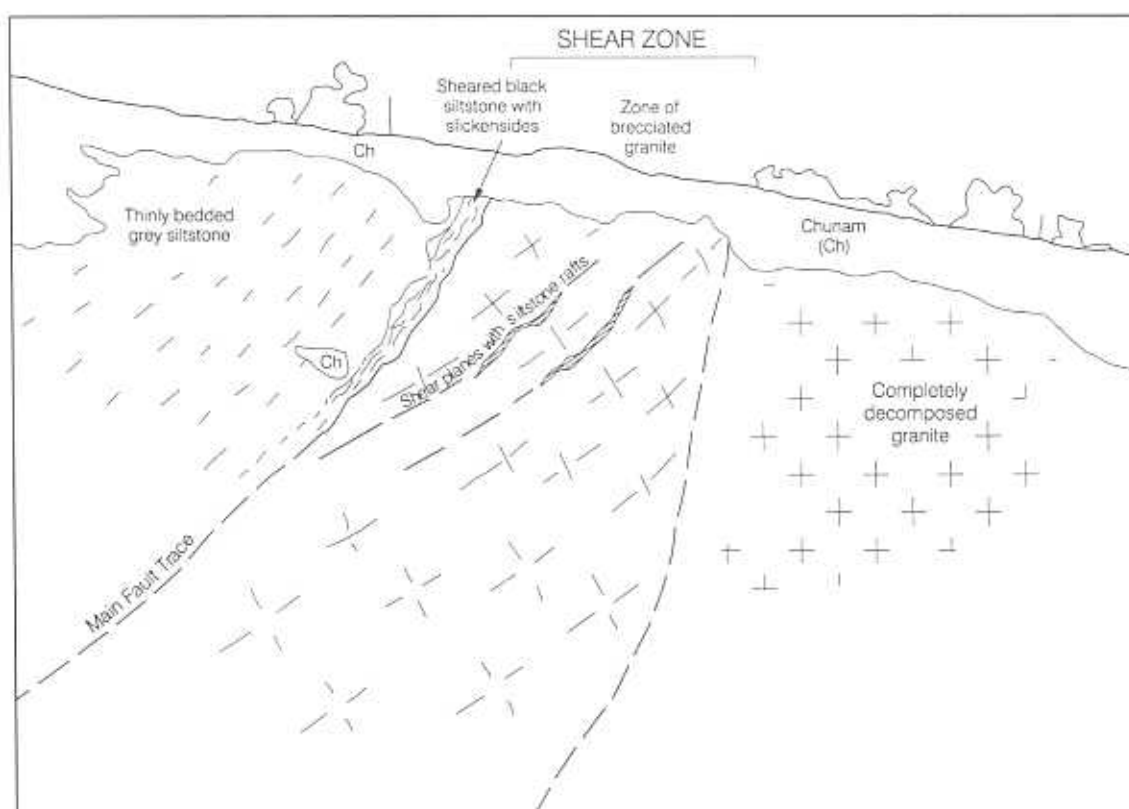 SHEAR ZONE
Sheared black
siltstone with
slickensides
Zone of
brecciated
granite
Ch
Thinly bedded
grey siltstone
Chunam
(Ch)
Shear planes with siltstone rafts
Ch
Completely
decomposed
granite
Main Fault Trace